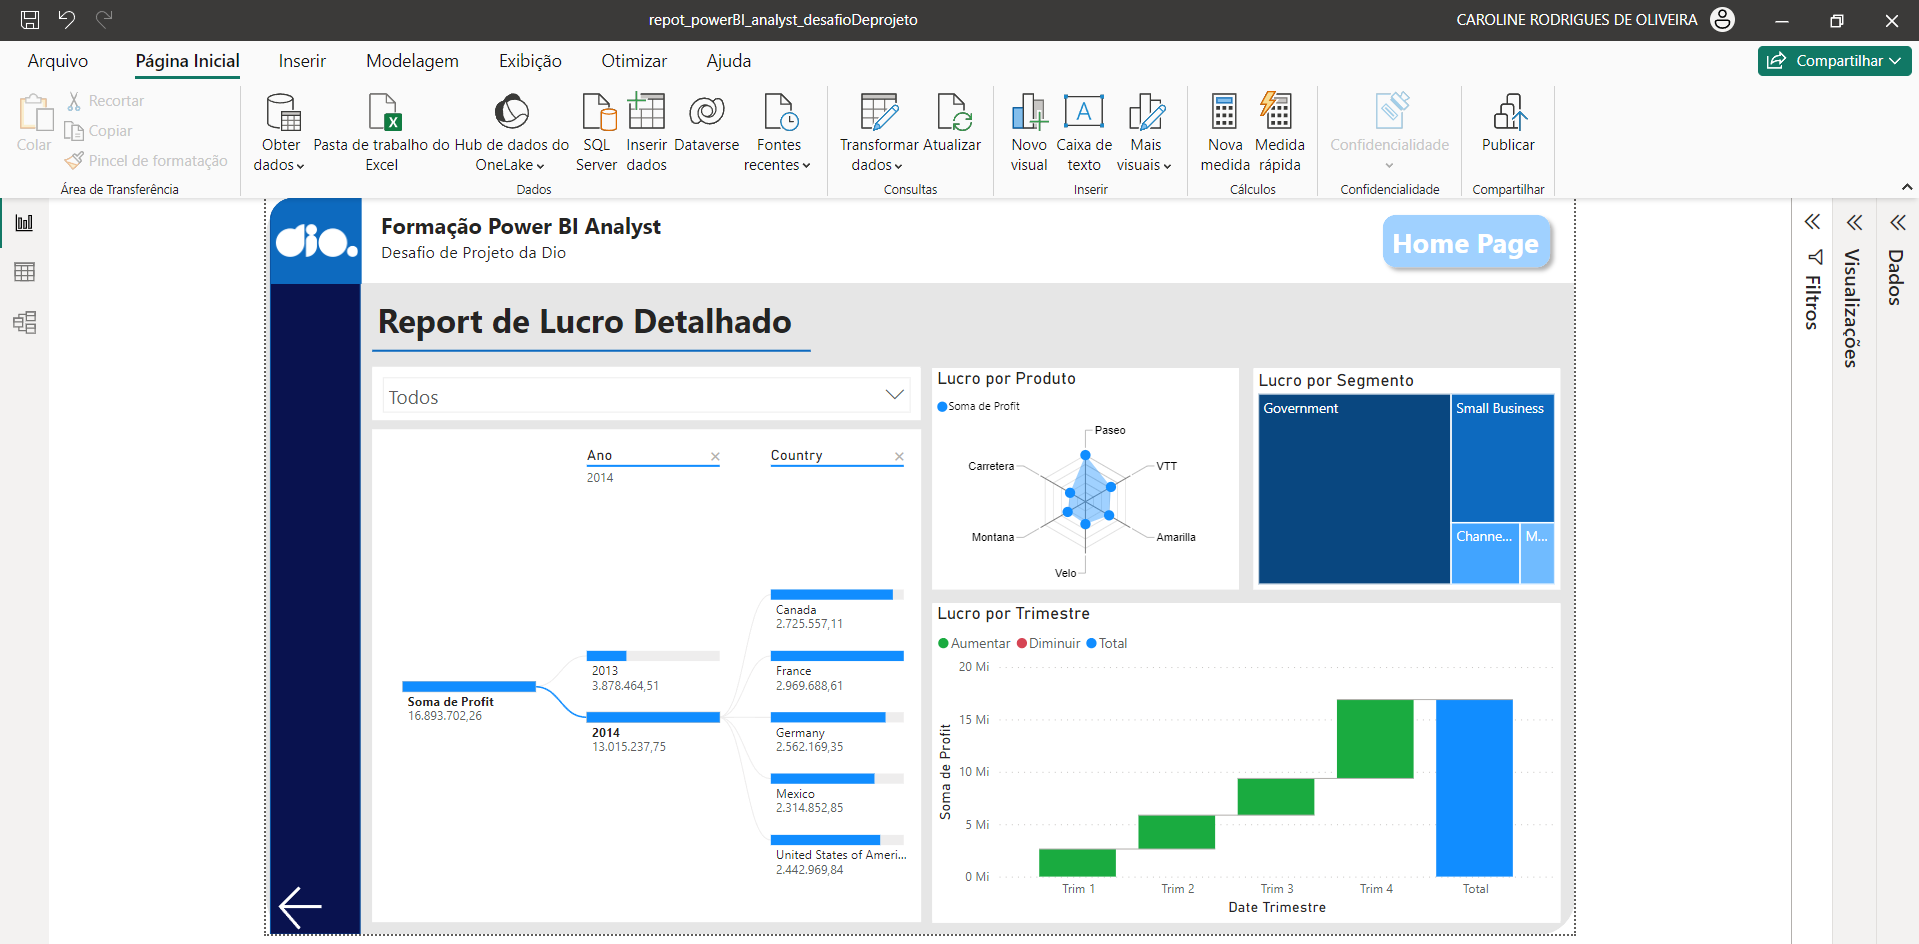 repot_powerBI_analyst_desafioDeprojeto
CAROLINE RODRIGUES DE OLIVEIRA
Arquivo
Página Inicial
Inserir
Modelagem
Exibição
Otimizar
Ajuda
Compartilhar
Colar
Recortar
Copiar
Pincel de formatação
Área de Transferência
Obter dados
Pasta de trabalho do Excel
Hub de dados do OneLake
SQL Server
Inserir dados
Dataverse
Fontes recentes
Dados
Transformar dados
Atualizar
Consultas
Novo visual
Caixa de texto
Mais visuais
Inserir
Nova medida
Medida rápida
Cálculos
Confidencialidade
Confidencialidade
Publicar
Compartilhar
dio.
Formação Power BI Analyst
Desafio de Projeto da Dio
Home Page
Filtros
Visualizações
Dados
Report de Lucro Detalhado
Todos
Ano
2014
Country
Soma de Profit
16.893.702,26
2013
3.878.464,51
2014
13.015.237,75
Canada
2.725.557,11
France
2.969.688,61
Germany
2.562.169,35
Mexico
2.314.852,85
United States of Ameri...
2.442.969,84
Lucro por Produto
Soma de Profit
Paseo
VTT
Amarilla
Velo
Montana
Carretera
Lucro por Segmento
Government
Small Business
Channe...
M...
Lucro por Trimestre
Aumentar
Diminuir
Total
Soma de Profit
20 Mi
15 Mi
10 Mi
5 Mi
0 Mi
Trim 1
Trim 2
Trim 3
Trim 4
Total
Date Trimestre